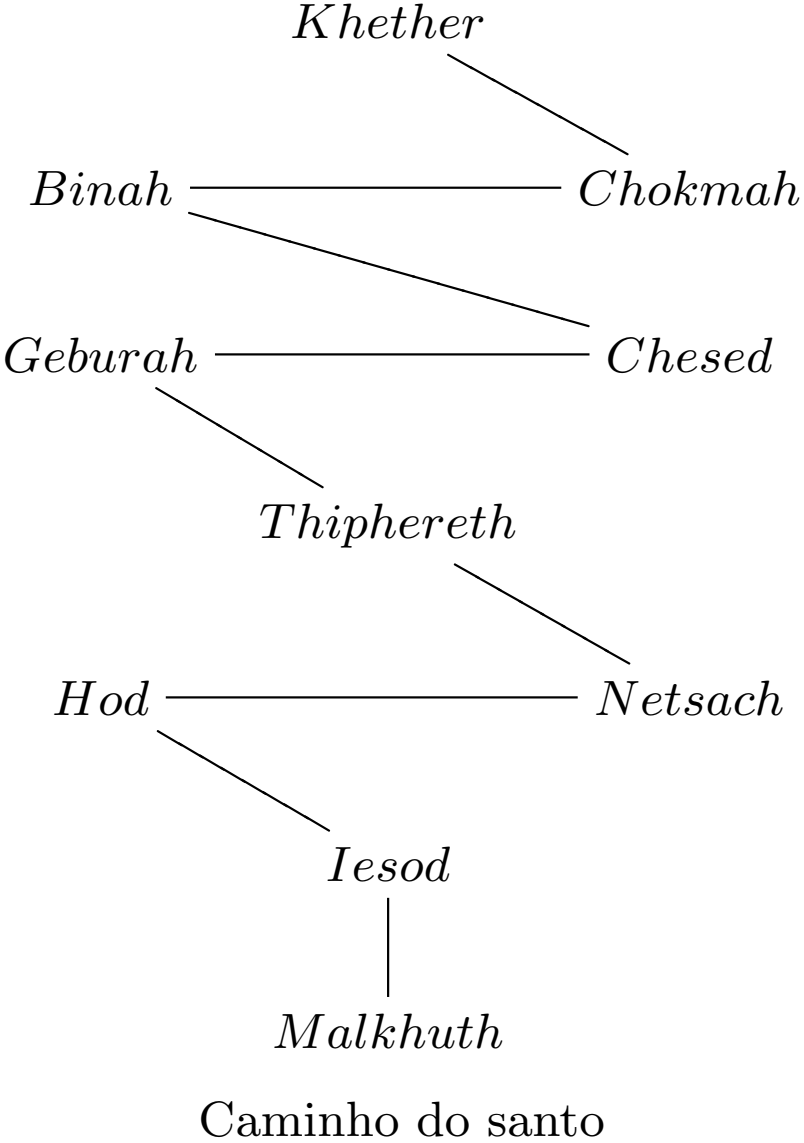 Khether
Binah Chokmah
Geburah Chesed
Thiphereth
Hod Netsach
Iesod
Malkhuth
Caminho do santo